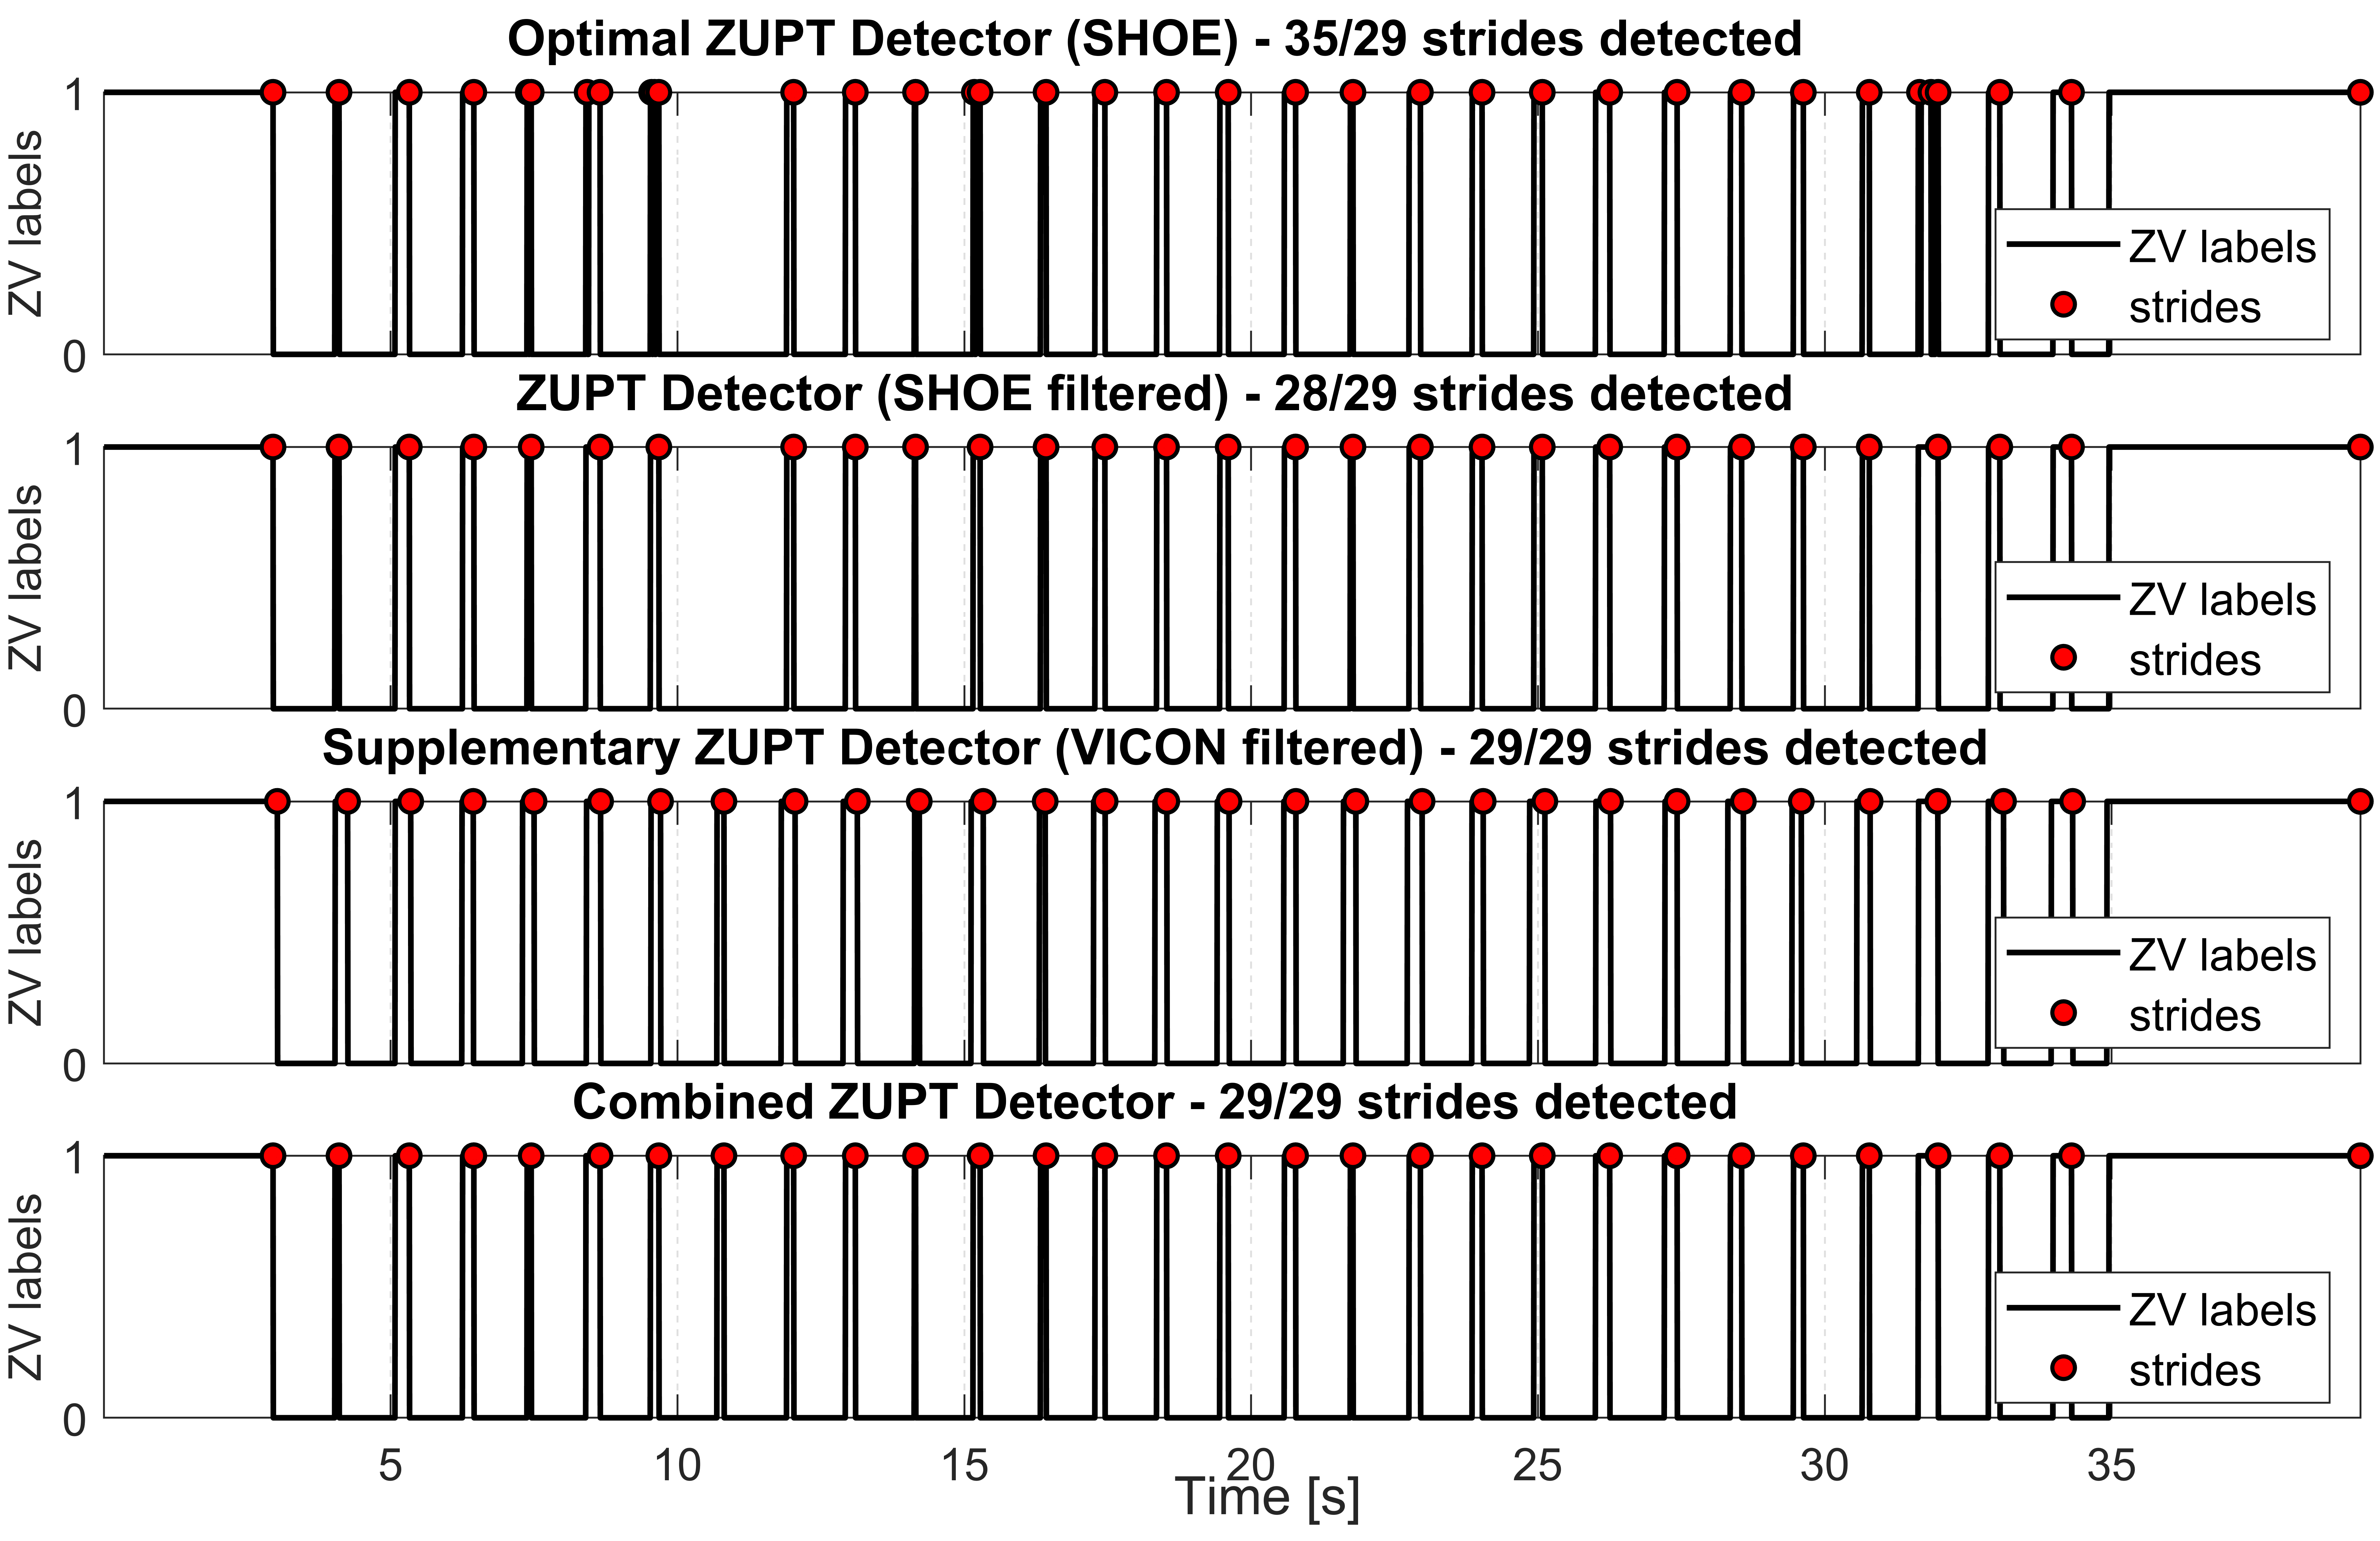 Optimal ZUPT Detector (SHOE) - 35/29 strides detected
1
ZV labels
0
ZV labels
strides
ZUPT Detector (SHOE filtered) - 28/29 strides detected
1
ZV labels
0
ZV labels
strides
Supplementary ZUPT Detector (VICON filtered) - 29/29 strides detected
1
ZV labels
0
ZV labels
strides
Combined ZUPT Detector - 29/29 strides detected
1
ZV labels
0
ZV labels
strides
5 10 15 20 25 30 35
Time [s]